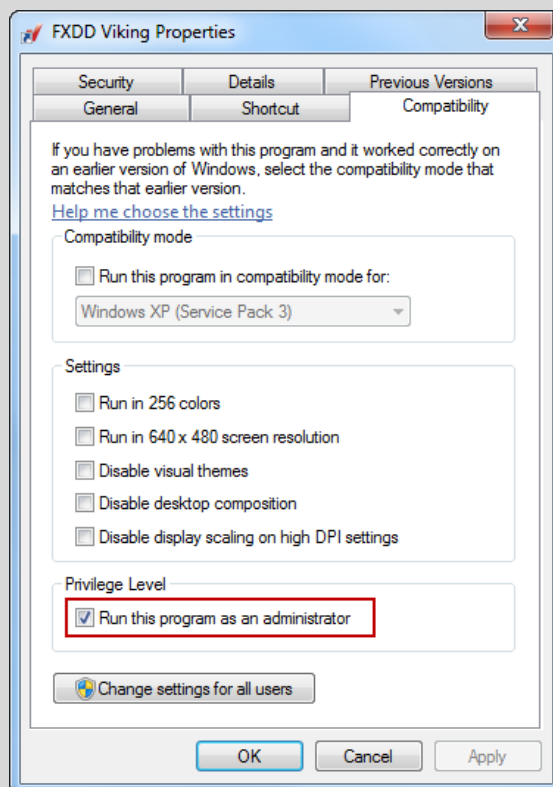 FXDD Viking Properties
Security Details Previous Versions
General Shortcut Compatibility
If you have problems with this program and it worked correctly on
an earlier version of Windows, select the compatibility mode that
matches that earlier version.
Help me choose the settings
Compatibility mode
Run this program in compatibility mode for:
Windows XP (Service Pack 3)
Settings
Run in 256 colors
Run in 640 x 480 screen resolution
Disable visual themes
Disable desktop composition
Disable display scaling on high DPI settings
Privilege Level
Run this program as an administrator
Change settings for all users
OK Cancel Apply